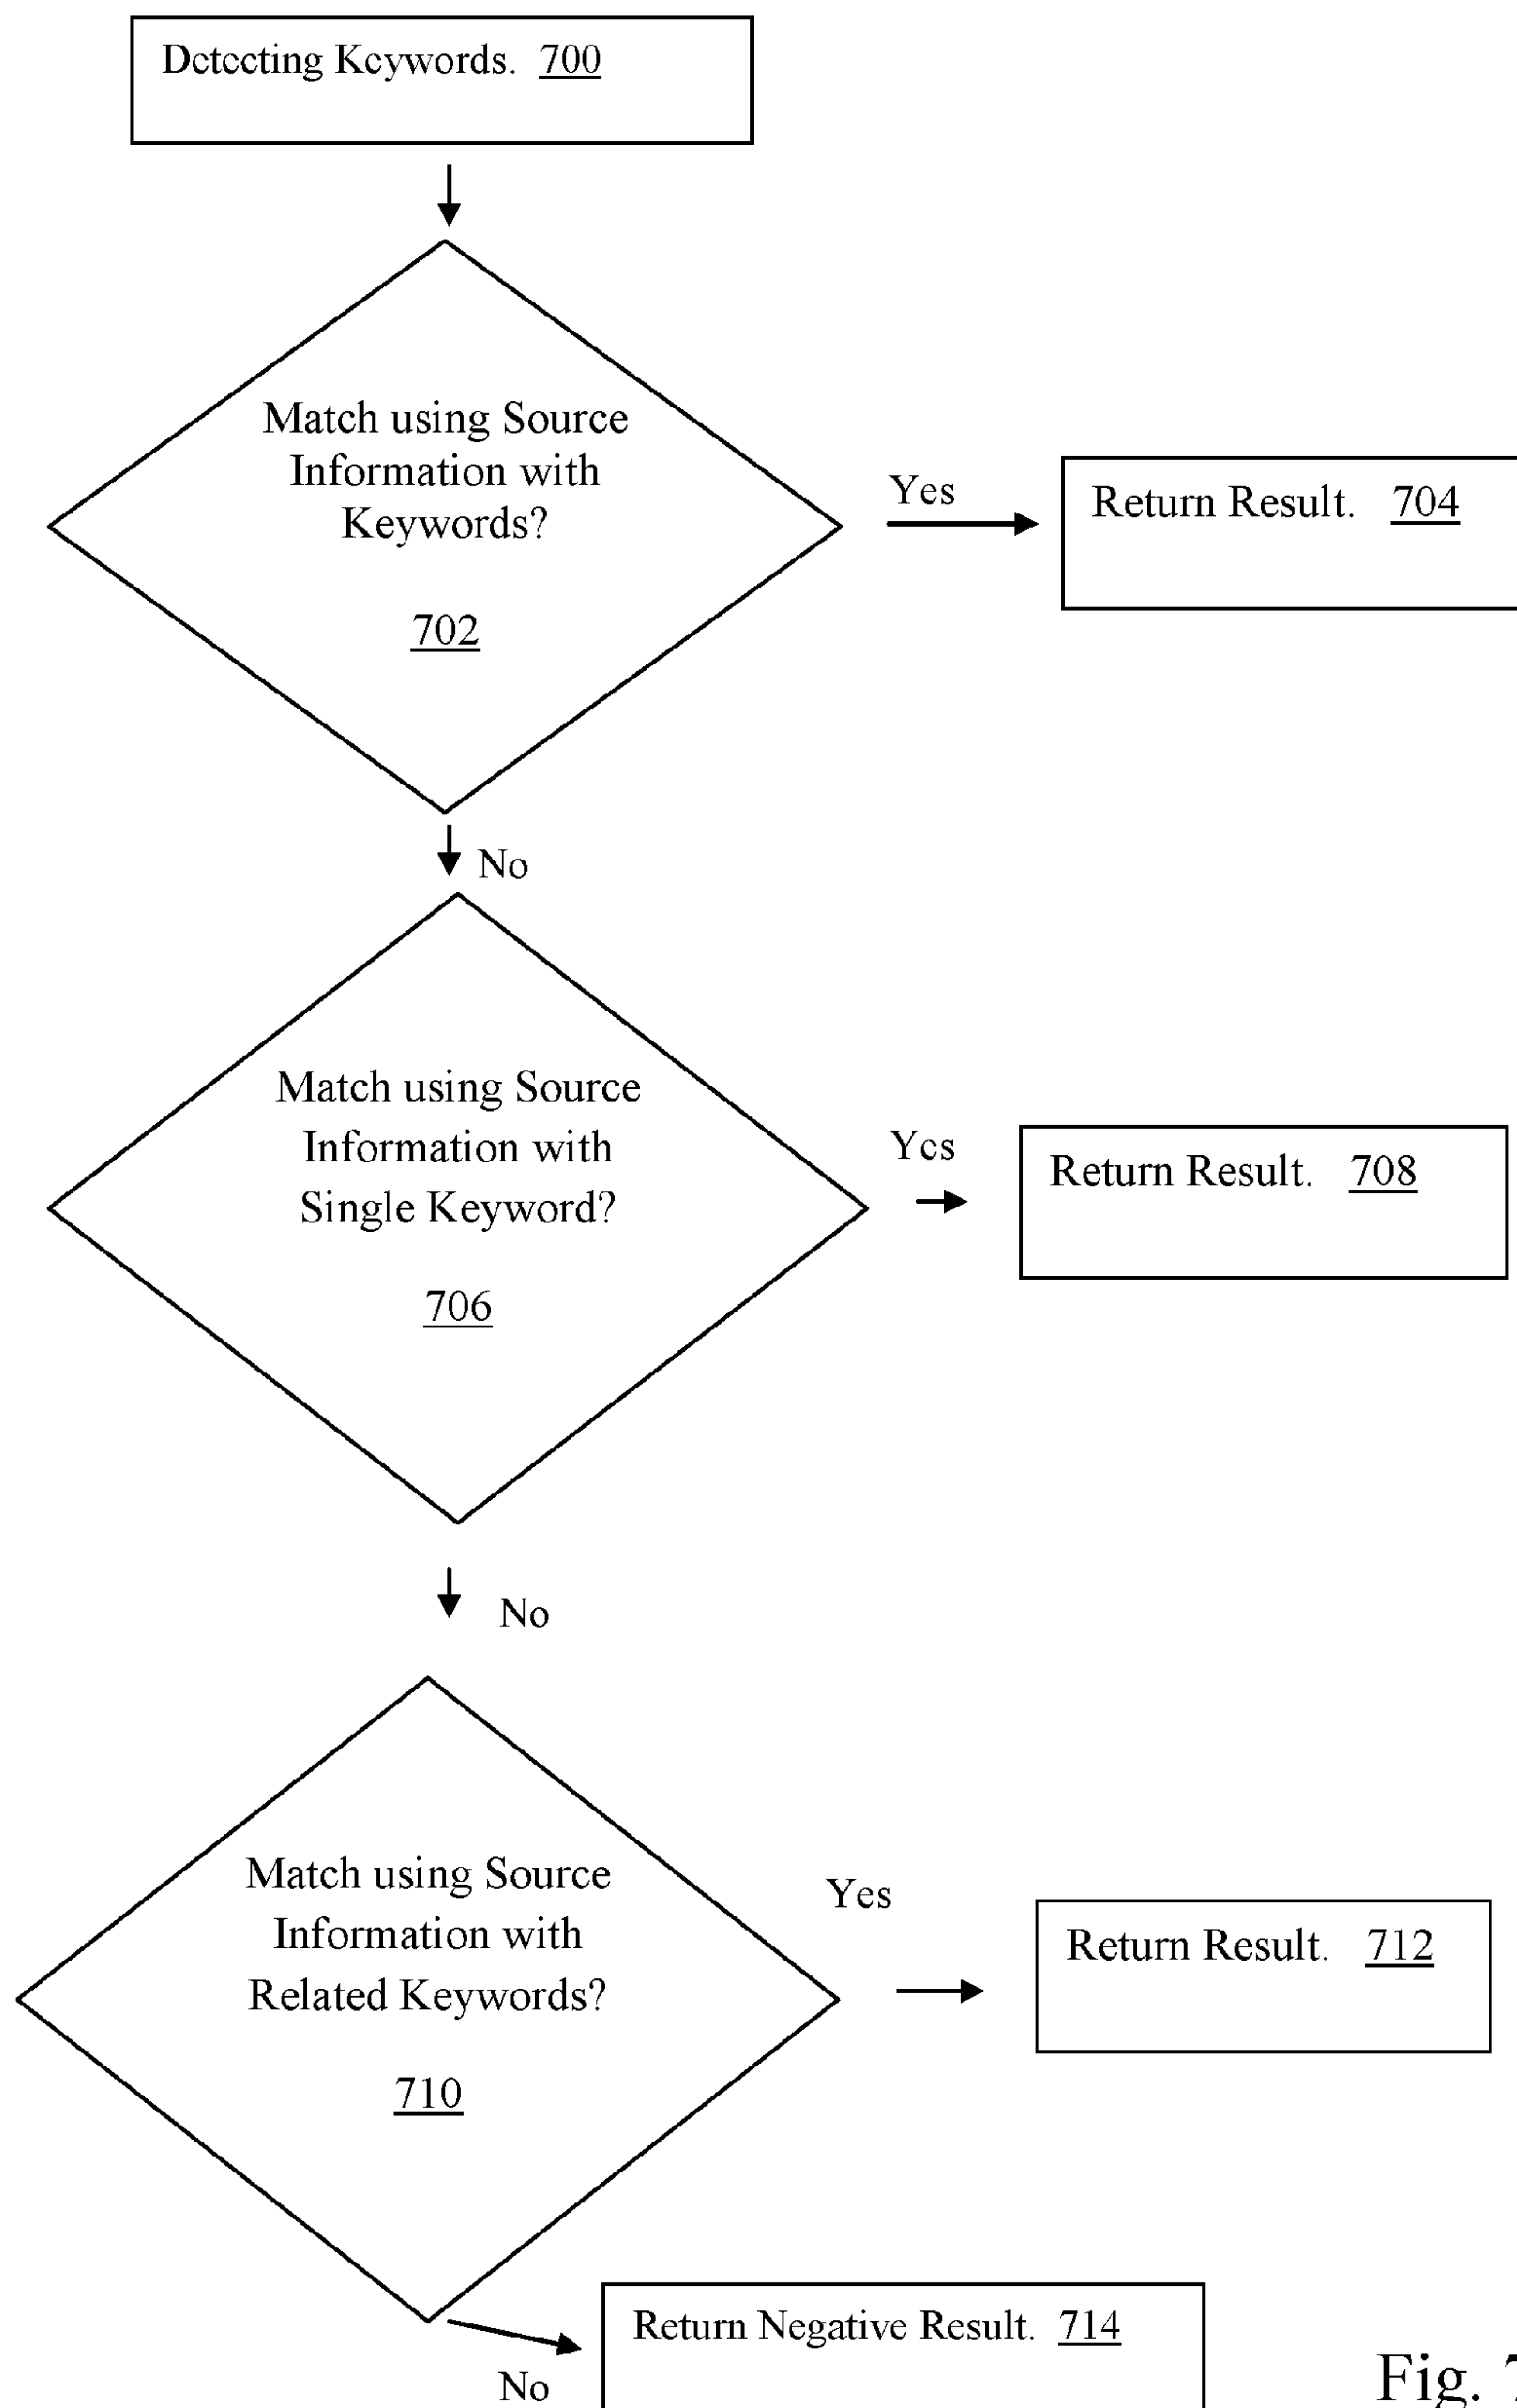 Detecting Keywords. 700
Match using Source
Information with
Keywords?
702
Yes
Return Result. 704
No
Match using Source
Information with
Single Keyword?
706
Yes
Return Result. 708
No
Match using Source
Information with
Related Keywords?
710
Yes
Return Result. 712
Return Negative Result. 714
No
Fig. 7